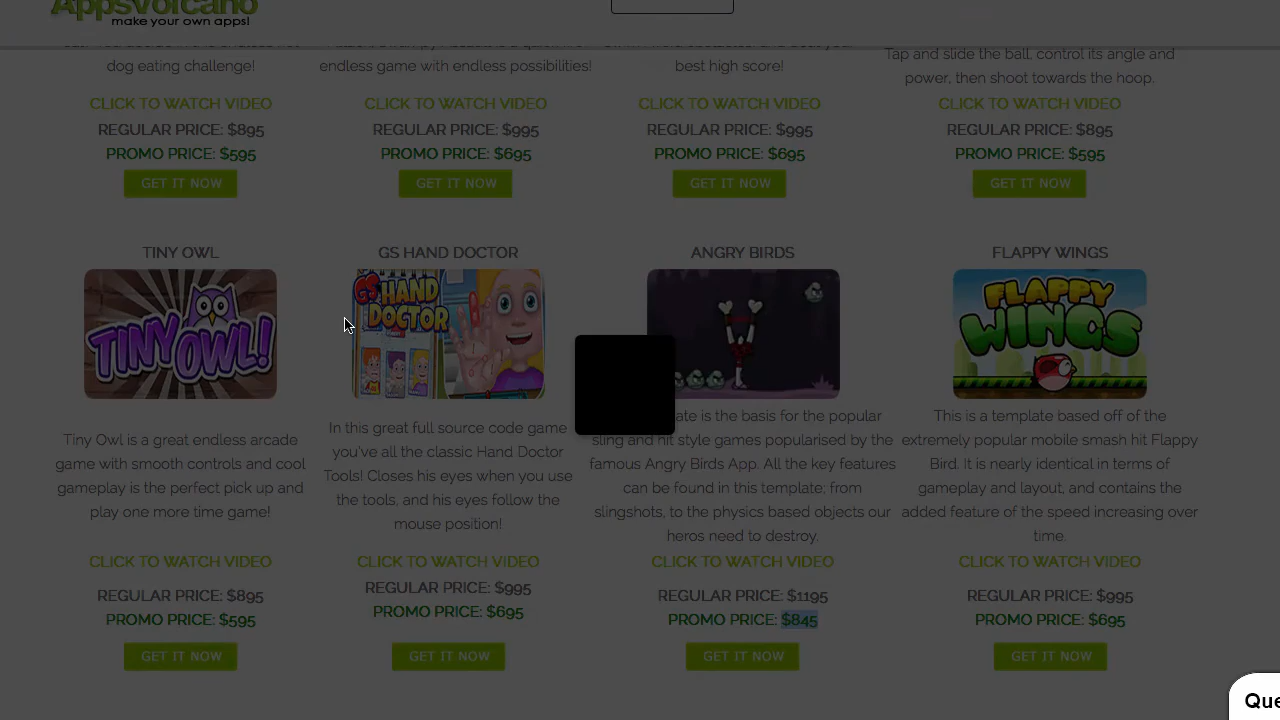 AppsVolcano
make your own apps!
dog eating challenge!
endless game with endless possibilities!
best high score!
Tap and slide the ball, control its angle and
power, then shoot towards the hoop.
CLICK TO WATCH VIDEO
REGULAR PRICE: $895
PROMO PRICE: $595
GET IT NOW
CLICK TO WATCH VIDEO
REGULAR PRICE: $995
PROMO PRICE: $695
GET IT NOW
CLICK TO WATCH VIDEO
REGULAR PRICE: $995
PROMO PRICE: $695
GET IT NOW
CLICK TO WATCH VIDEO
REGULAR PRICE: $895
PROMO PRICE: $595
GET IT NOW
TINY OWL
TINY OWL!
Tiny Owl is a great endless arcade
game with smooth controls and cool
gameplay is the perfect pick up and
play one more time game!
CLICK TO WATCH VIDEO
REGULAR PRICE: $895
PROMO PRICE: $595
GET IT NOW
GS HAND DOCTOR
GS HAND
DOCTOR
In this great full source code game
you've all the classic Hand Doctor
Tools! Closes his eyes when you use
the tools, and his eyes follow the
mouse position!
CLICK TO WATCH VIDEO
REGULAR PRICE: $995
PROMO PRICE: $695
GET IT NOW
ANGRY BIRDS
is the basis for the popular
sling and hit style games popularised by the
famous Angry Birds App. All the key features
can be found in this template; from
slingshots, to the physics based objects our
heros need to destroy.
CLICK TO WATCH VIDEO
REGULAR PRICE: $1195
PROMO PRICE: $845
GET IT NOW
FLAPPY WINGS
FLAPPY
WINGS
This is a template based off of the
extremely popular mobile smash hit Flappy
Bird. It is nearly identical in terms of
gameplay and layout, and contains the
added feature of the speed increasing over
time.
CLICK TO WATCH VIDEO
REGULAR PRICE: $995
PROMO PRICE: $695
GET IT NOW
Que